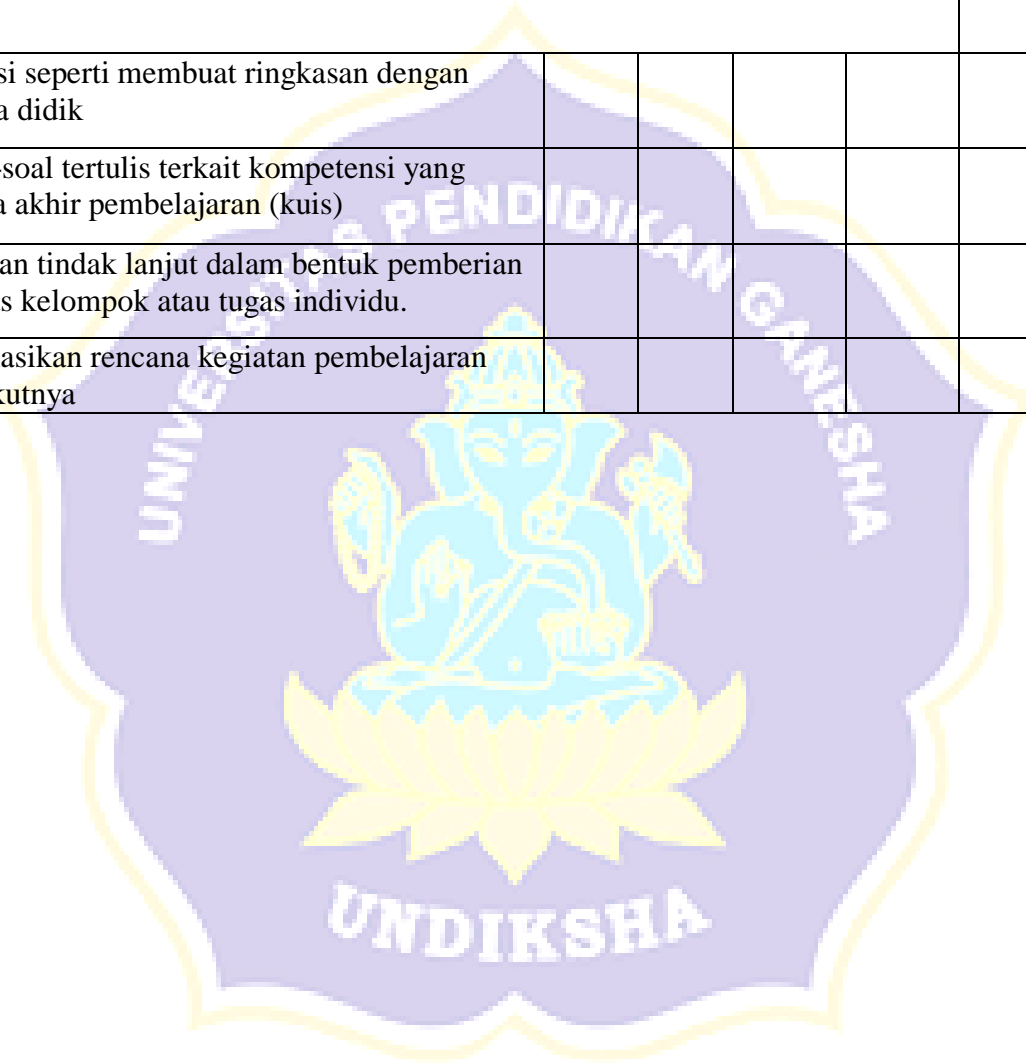 si seperti membuat ringkasan dengan
a didik
-soal tertulis terkait kompetensi yang
a akhir pembelajaran (kuis)
an tindak lanjut dalam bentuk pemberian
s kelompok atau tugas individu.
asikan rencana kegiatan pembelajaran
kutnya
UNIVERSITAS PENDIDIKAN GANESHA
UNDIKSHA